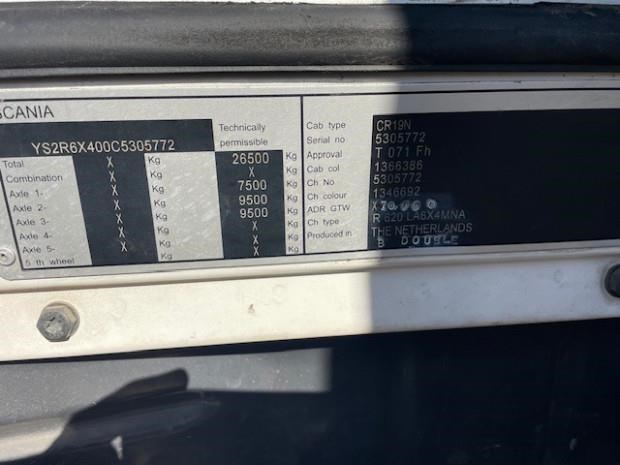 SCANIA
YS2R6X400C5305772
Technically permissible
Total X Kg 26500 Kg
Combination X Kg X Kg
Axle 1- X Kg 7500 Kg
Axle 2- X Kg 9500 Kg
Axle 3- X Kg 9500 Kg
Axle 4- X Kg X Kg
Axle 5- X Kg X Kg
5 th wheel X Kg X Kg
Cab type CR19N
Serial no 5305772
Approval T 071 Fh
Cab col 1366386
Ch No 5305772
Ch colour 1346692
ADR GTW X
Ch type R 620 LA6X4MNA
Produced in THE NETHERLANDS
B DOUBLE